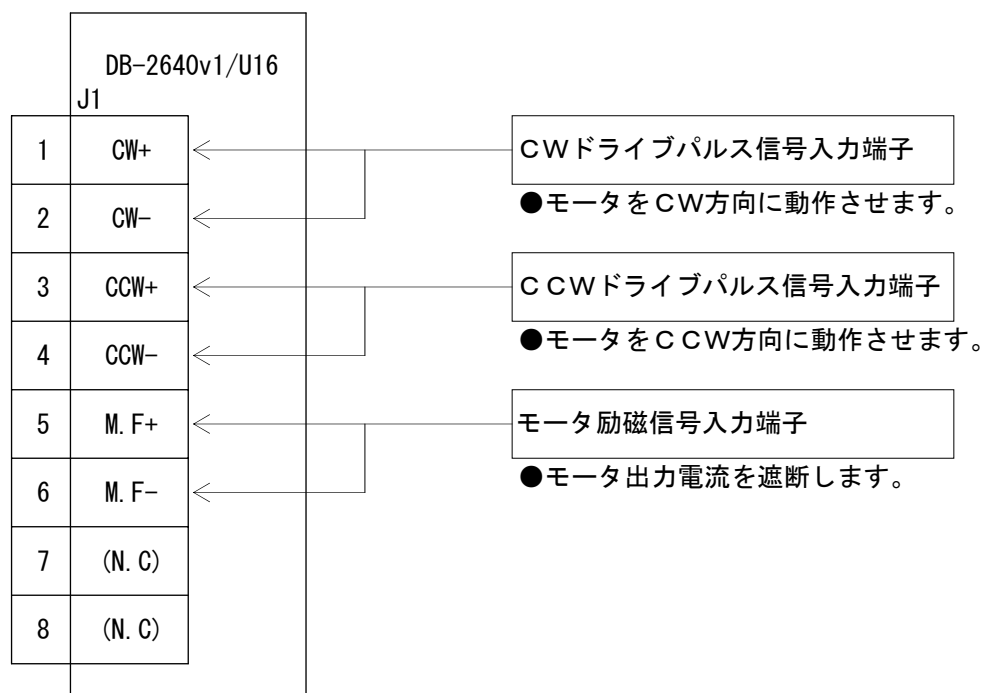 DB-2640v1/U16
J1
1 CW+
CWドライブパルス信号入力端子
●モータをCW方向に動作させます。
2 CW-
3 CCW+
CCWドライブパルス信号入力端子
4 CCW-
●モータをCCW方向に動作させます。
5 M.F+
モータ励磁信号入力端子
6 M.F-
●モータ出力電流を遮断します。
7 (N.C)
8 (N.C)